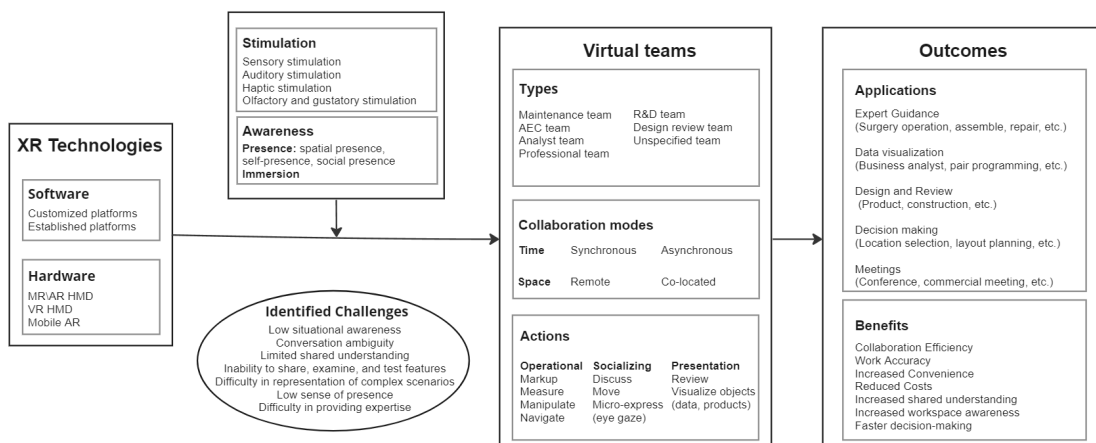 XR Technologies
Software
Customized platforms
Established platforms
Hardware
MR\AR HMD
VR HMD
Mobile AR
Stimulation
Sensory stimulation
Auditory stimulation
Haptic stimulation
Olfactory and gustatory stimulation
Awareness
Presence: spatial presence,
self-presence, social presence
Immersion
Identified Challenges
Low situational awareness
Conversation ambiguity
Limited shared understanding
Inability to share, examine, and test features
Difficulty in representation of complex scenarios
Low sense of presence
Difficulty in providing expertise
Virtual teams
Types
Maintenance team R&D team
AEC team Design review team
Analyst team Unspecified team
Professional team
Collaboration modes
Time Synchronous Asynchronous
Space Remote Co-located
Actions
Operational Socializing Presentation
Markup Discuss Review
Measure Move Visualize objects
Manipulate Micro-express (data, products)
Navigate (eye gaze)
Outcomes
Applications
Expert Guidance
(Surgery operation, assemble, repair, etc.)
Data visualization
(Business analyst, pair programming, etc.)
Design and Review
(Product, construction, etc.)
Decision making
(Location selection, layout planning, etc.)
Meetings
(Conference, commercial meeting, etc.)
Benefits
Collaboration Efficiency
Work Accuracy
Increased Convenience
Reduced Costs
Increased shared understanding
Increased workspace awareness
Faster decision-making